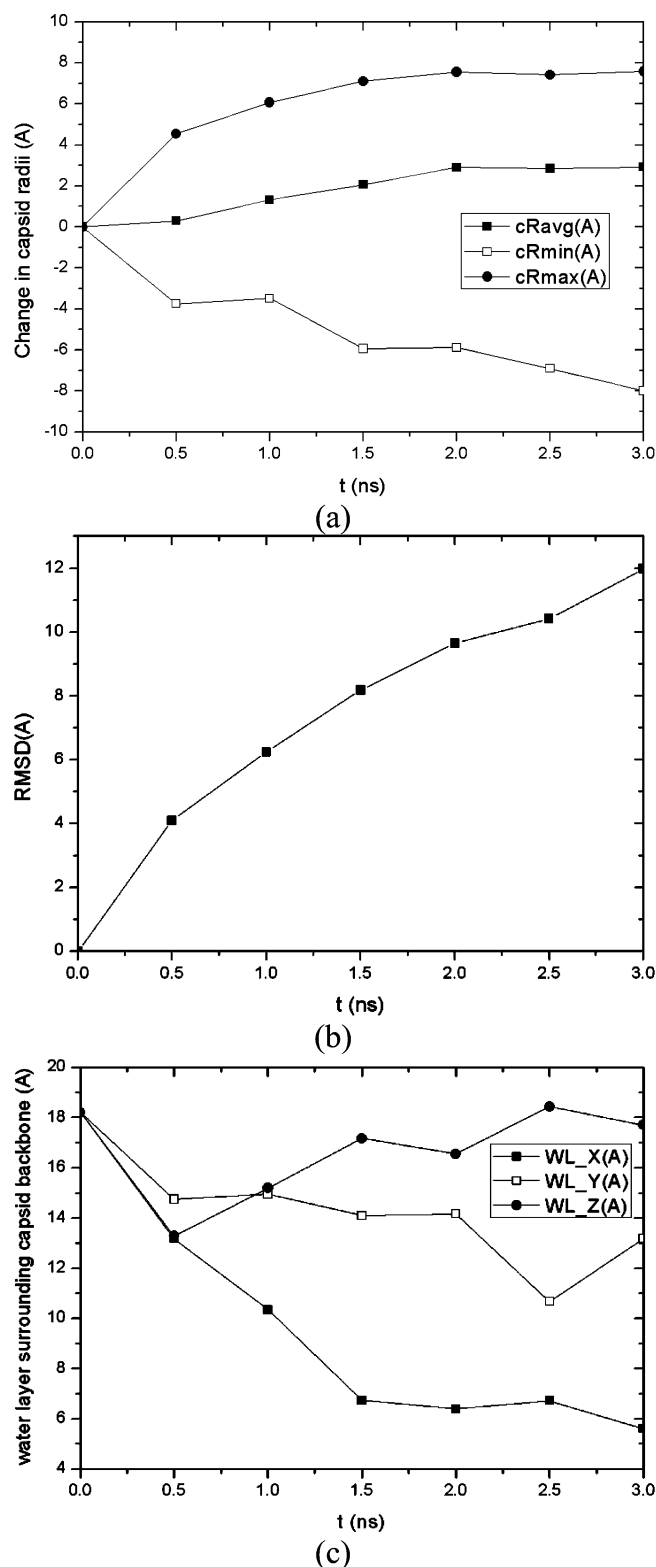 10
8
6
4
2
0
-2
-4
-6
-8
-10
Change in capsid radii (A)
cRavg(A)
cRmin(A)
cRmax(A)
0.0 0.5 1.0 1.5 2.0 2.5 3.0
t (ns)
(a)
12
10
8
6
4
2
0
RMSD(A)
0.0 0.5 1.0 1.5 2.0 2.5 3.0
t (ns)
(b)
20
18
16
14
12
10
8
6
4
water layer surrounding capsid backbone (A)
WL_X(A)
WL_Y(A)
WL_Z(A)
0.0 0.5 1.0 1.5 2.0 2.5 3.0
t (ns)
(c)